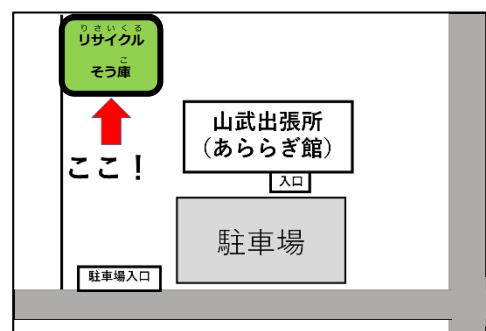 りさいくる
リサイクル
こ
そう庫
ここ！
山武出張所
（あららぎ館）
入口
駐車場
駐車場入口